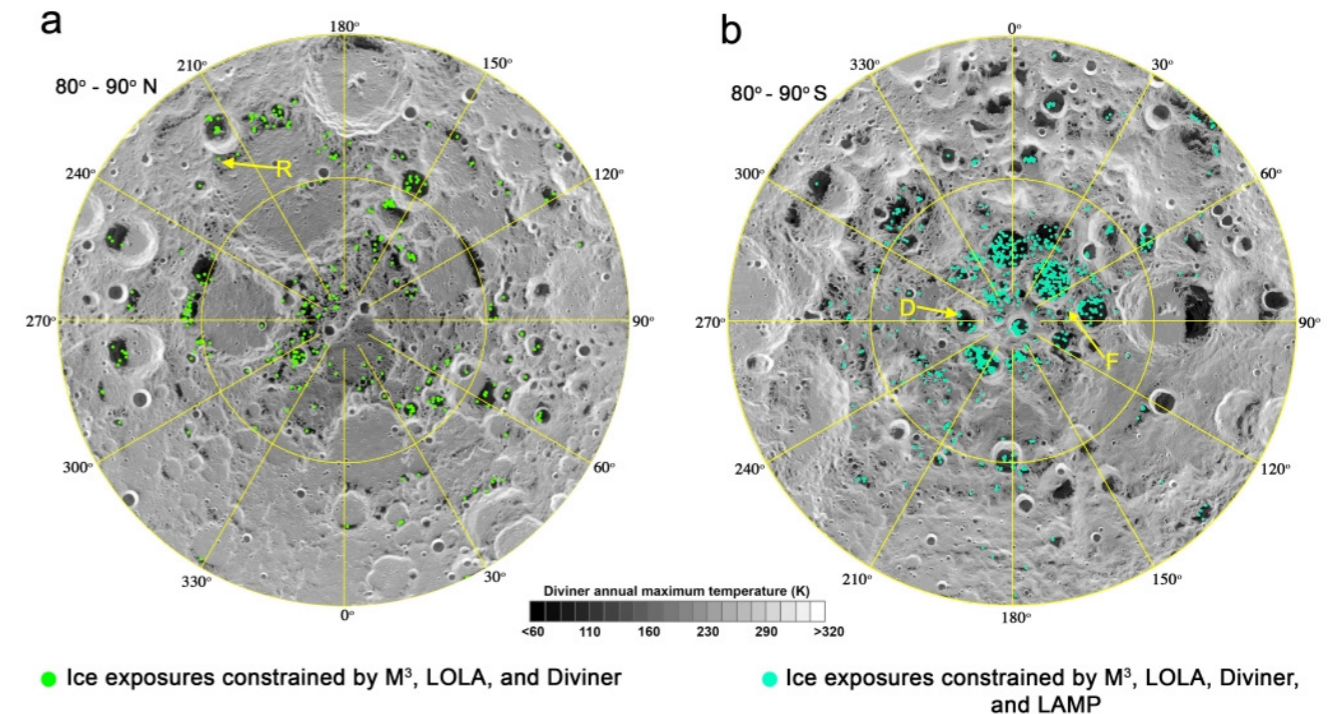 a
b
180°
210°
150°
80° - 90° N
R
240°
120°
270°
90°
300°
60°
330°
30°
0°
0°
330°
30°
80° - 90° S
300°
60°
D
F
270°
90°
240°
120°
210°
150°
180°
Diviner annual maximum temperature (K)
<60 110 160 230 290 >320
Ice exposures constrained by M³, LOLA, and Diviner
Ice exposures constrained by M³, LOLA, Diviner,
and LAMP